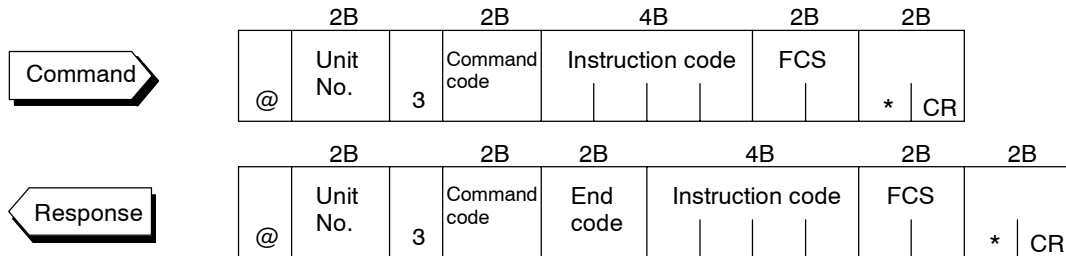 2B 2B 4B 2B 2B
Command
@ Unit No. 3 Command code Instruction code FCS * CR
2B 2B 2B 4B 2B 2B
Response
@ Unit No. 3 Command code End code Instruction code FCS * CR